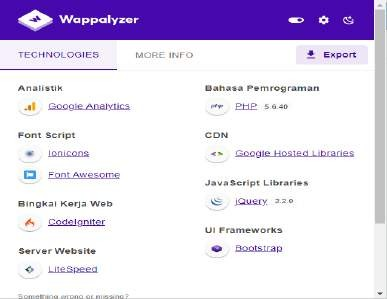 Wappalyzer
TECHNOLOGIES
MORE INFO
Export
Analistik
Google Analytics
Font Script
Ionicons
Font Awesome
Bingkai Kerja Web
CodeIgniter
Server Website
LiteSpeed
Something wrong or missing?
Bahasa Pemrograman
php PHP 5.6.40
CDN
Google Hosted Libraries
JavaScript Libraries
jQuery 2.2.0
UI Frameworks
Bootstrap